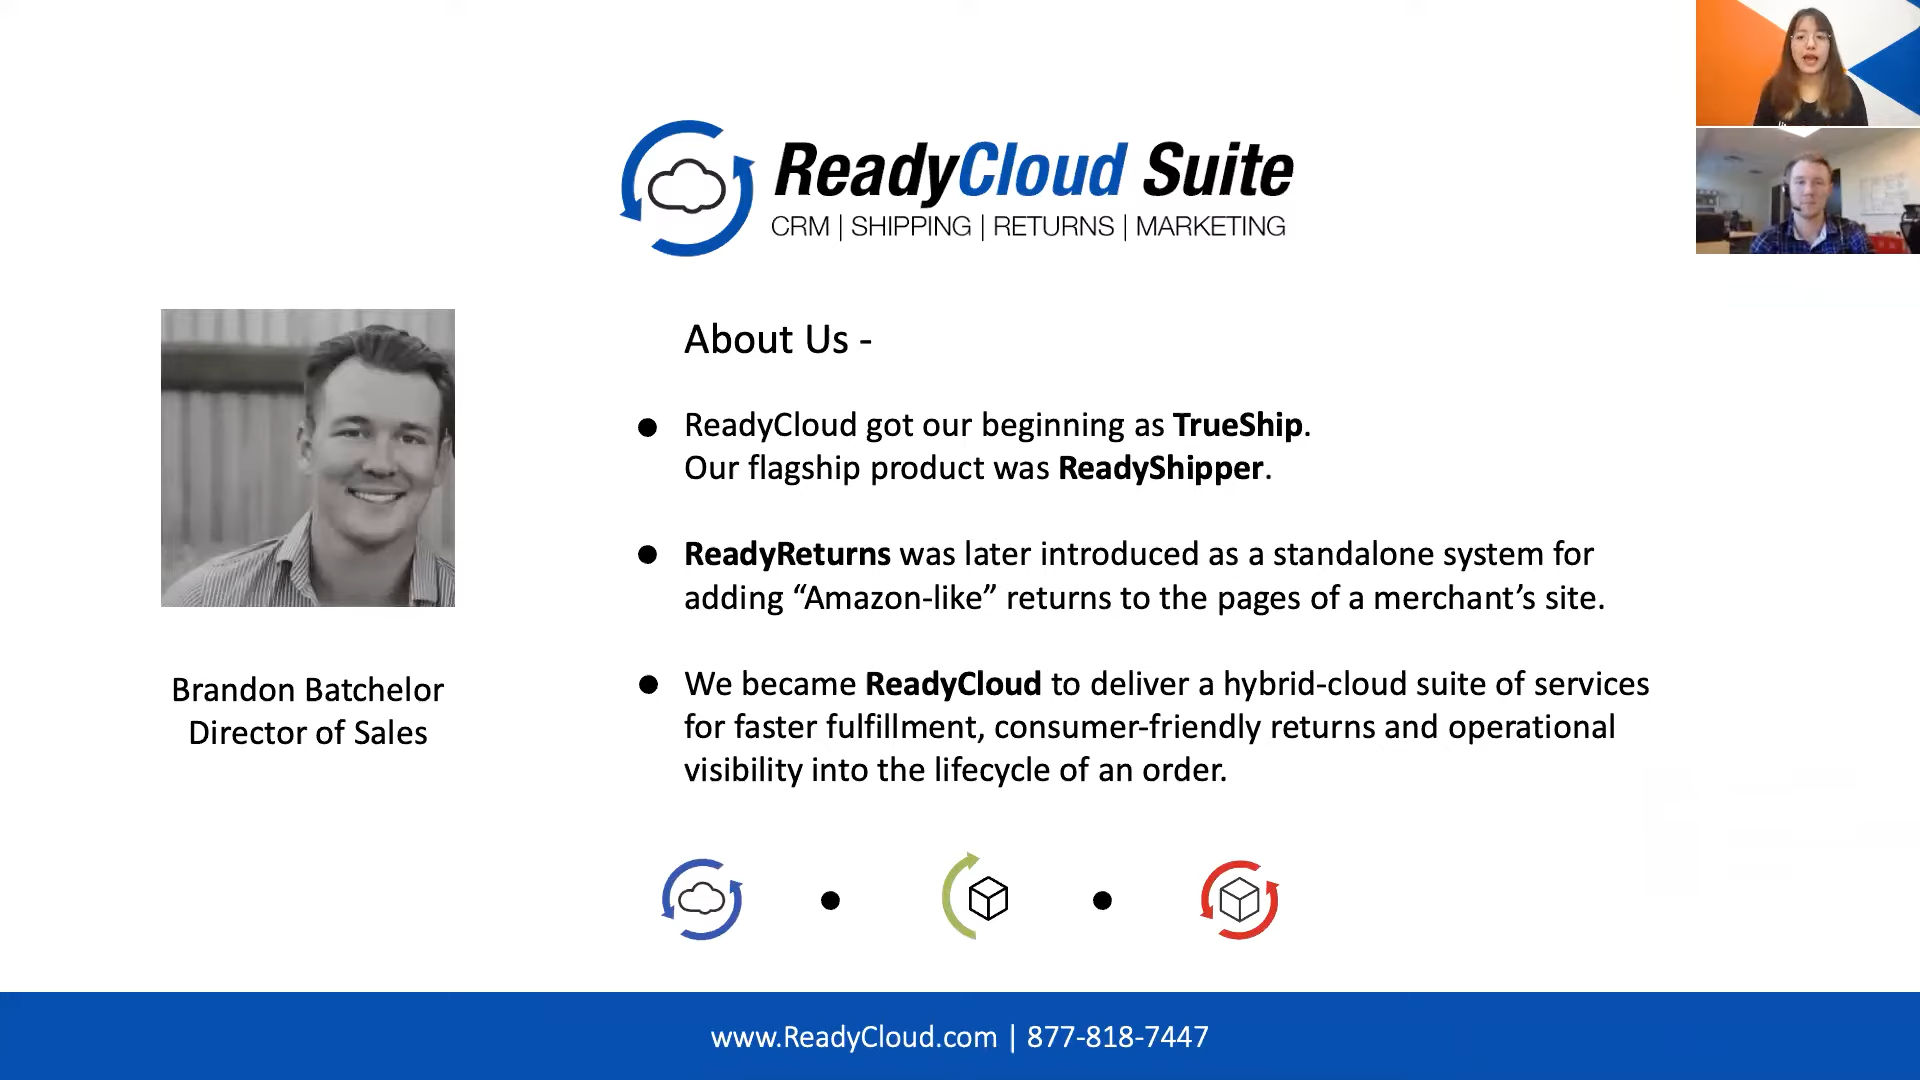 ReadyCloud Suite
CRM | SHIPPING | RETURNS | MARKETING
About Us -
● ReadyCloud got our beginning as TrueShip.
Our flagship product was ReadyShipper.
● ReadyReturns was later introduced as a standalone system for
adding “Amazon-like” returns to the pages of a merchant’s site.
● We became ReadyCloud to deliver a hybrid-cloud suite of services
for faster fulfillment, consumer-friendly returns and operational
visibility into the lifecycle of an order.
Brandon Batchelor
Director of Sales
www.ReadyCloud.com | 877-818-7447